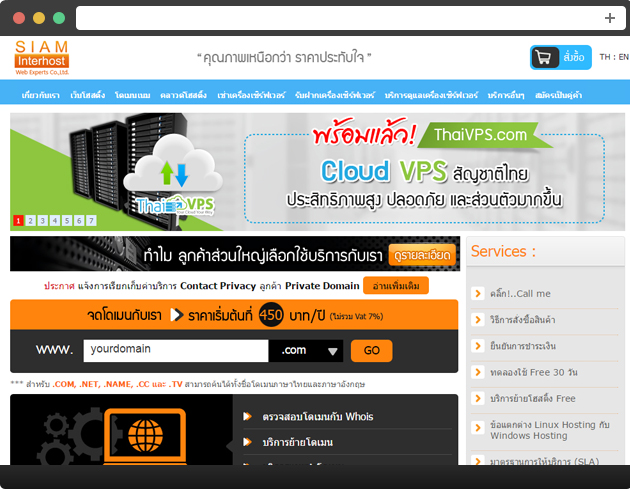 SIAM
Interhost
Web Experts Co.,Ltd.
“ คุณภาพเหนือกว่า ราคาประทับใจ ”
สั่งซื้อ
TH : EN
เกี่ยวกับเรา เว็บโฮสติ้ง โดเมนเนม คลาวด์โฮสติ้ง เช่าเครื่องเซิร์ฟเวอร์ รับฝากเครื่องเซิร์ฟเวอร์ บริการดูแลเครื่องเซิร์ฟเวอร์ บริการอื่นๆ สมัครเป็นคู่ค้า
พร้อมแล้ว! ThaiVPS.com
Cloud VPS สัญชาติไทย
ประสิทธิภาพสูง ปลอดภัย และส่วนตัวมากขึ้น
Thai VPS
1 2 3 4 5 6 7
ทำไม ลูกค้าส่วนใหญ่เลือกใช้บริการกับเรา ดูรายละเอียด
ประกาศ แจ้งการเรียกเก็บค่าบริการ Contact Privacy ลูกค้า Private Domain อ่านเพิ่มเติม
จดโดเมนกับเรา ราคาเริ่มต้นที่ 450 บาท/ปี (ไม่รวม Vat 7%)
www. yourdomain .com GO
*** สำหรับ .COM, .NET, .NAME, .CC และ .TV สามารถค้นได้ทั้งชื่อโดเมนภาษาไทยและภาษาอังกฤษ
ตรวจสอบโดเมนกับ Whois
บริการย้ายโดเมน
Services :
คลิ๊ก!..Call me
วิธีการสั่งซื้อสินค้า
ยืนยันการชำระเงิน
ทดลองใช้ Free 30 วัน
บริการย้ายโฮสติ้ง Free
ข้อแตกต่าง Linux Hosting กับ
Windows Hosting
มาตรฐานการให้บริการ (SLA)